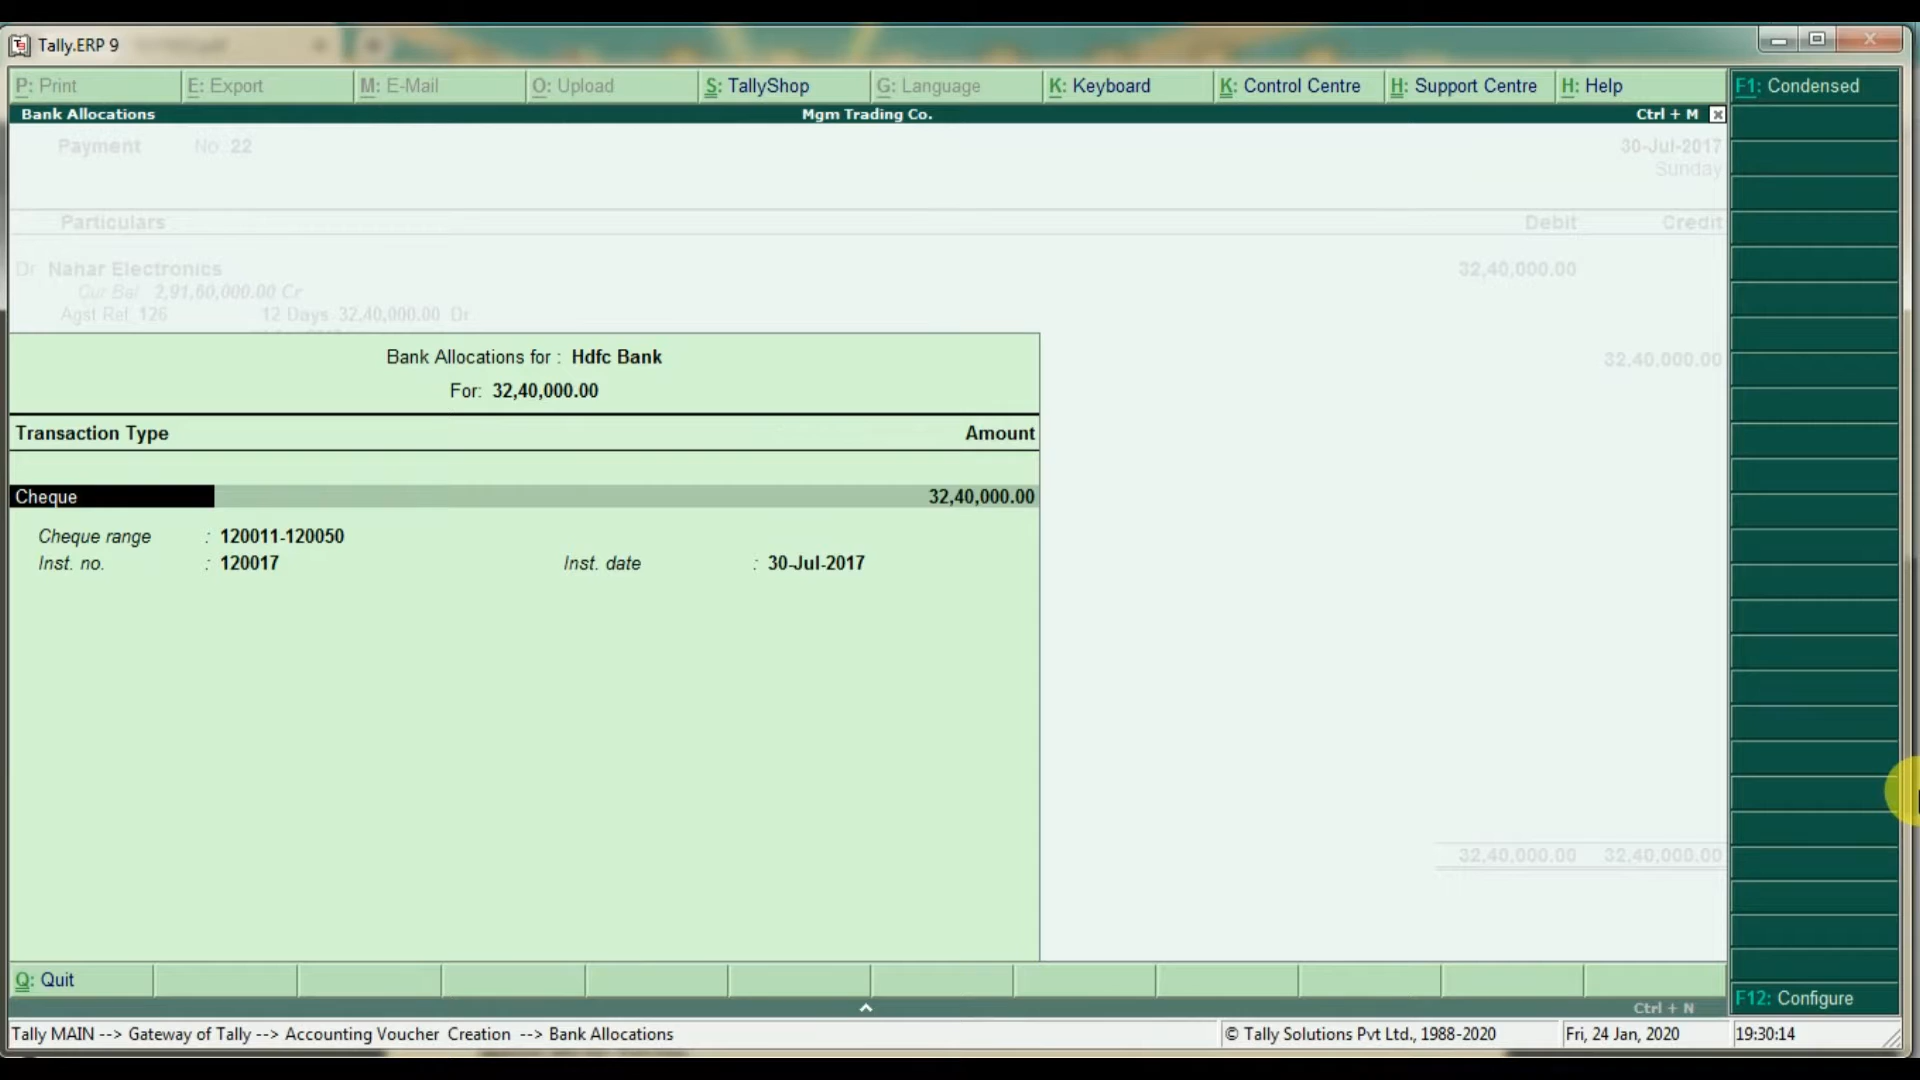 Tally.ERP 9
P: Print E: Export M: E-Mail O: Upload S: TallyShop G: Language K: Keyboard K: Control Centre H: Support Centre H: Help F1: Condensed
Bank Allocations Mgm Trading Co. Ctrl + M
Payment No. 22 30-Jul-2017
Sunday
Particulars Debit Credit
Dr Nahar Electronics 32,40,000.00
Cur Bal: 2,91,60,000.00 Cr
Agst Ref 126 12 Days 32,40,000.00 Dr
Bank Allocations for : Hdfc Bank
32,40,000.00
For: 32,40,000.00
Transaction Type Amount
Cheque 32,40,000.00
Cheque range : 120011-120050
Inst. no. : 120017 Inst. date : 30-Jul-2017
32,40,000.00 32,40,000.00
Q: Quit
F12: Configure
Ctrl + N
Tally MAIN --> Gateway of Tally --> Accounting Voucher Creation --> Bank Allocations © Tally Solutions Pvt Ltd., 1988-2020 Fri, 24 Jan, 2020 19:30:14